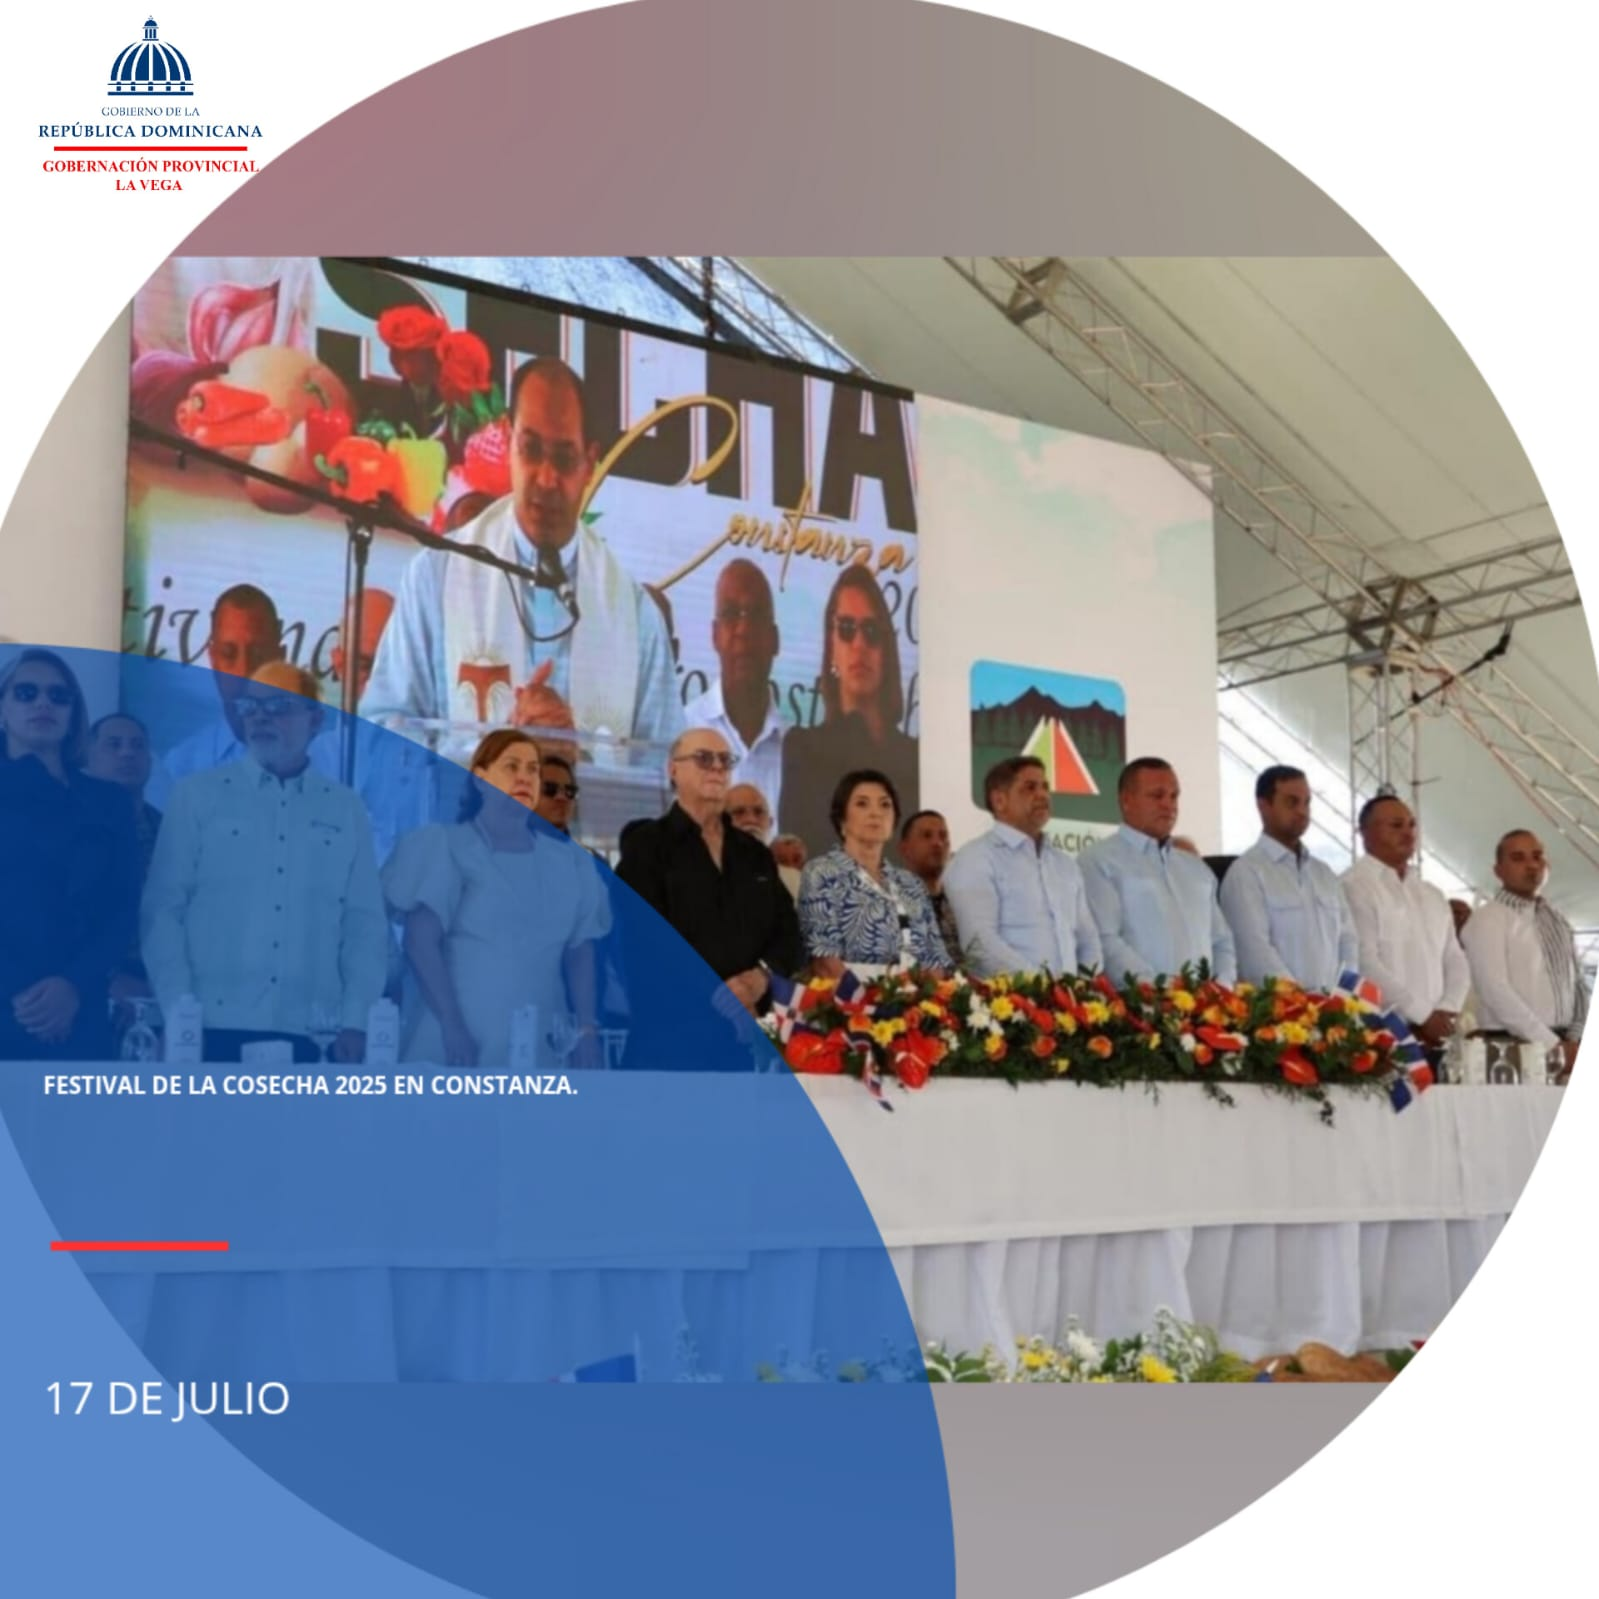 GOBIERNO DE LA
REPÚBLICA DOMINICANA
GOBERNACIÓN PROVINCIAL
LA VEGA
Constanza
FESTIVAL DE LA COSECHA 2025 EN CONSTANZA.
17 DE JULIO